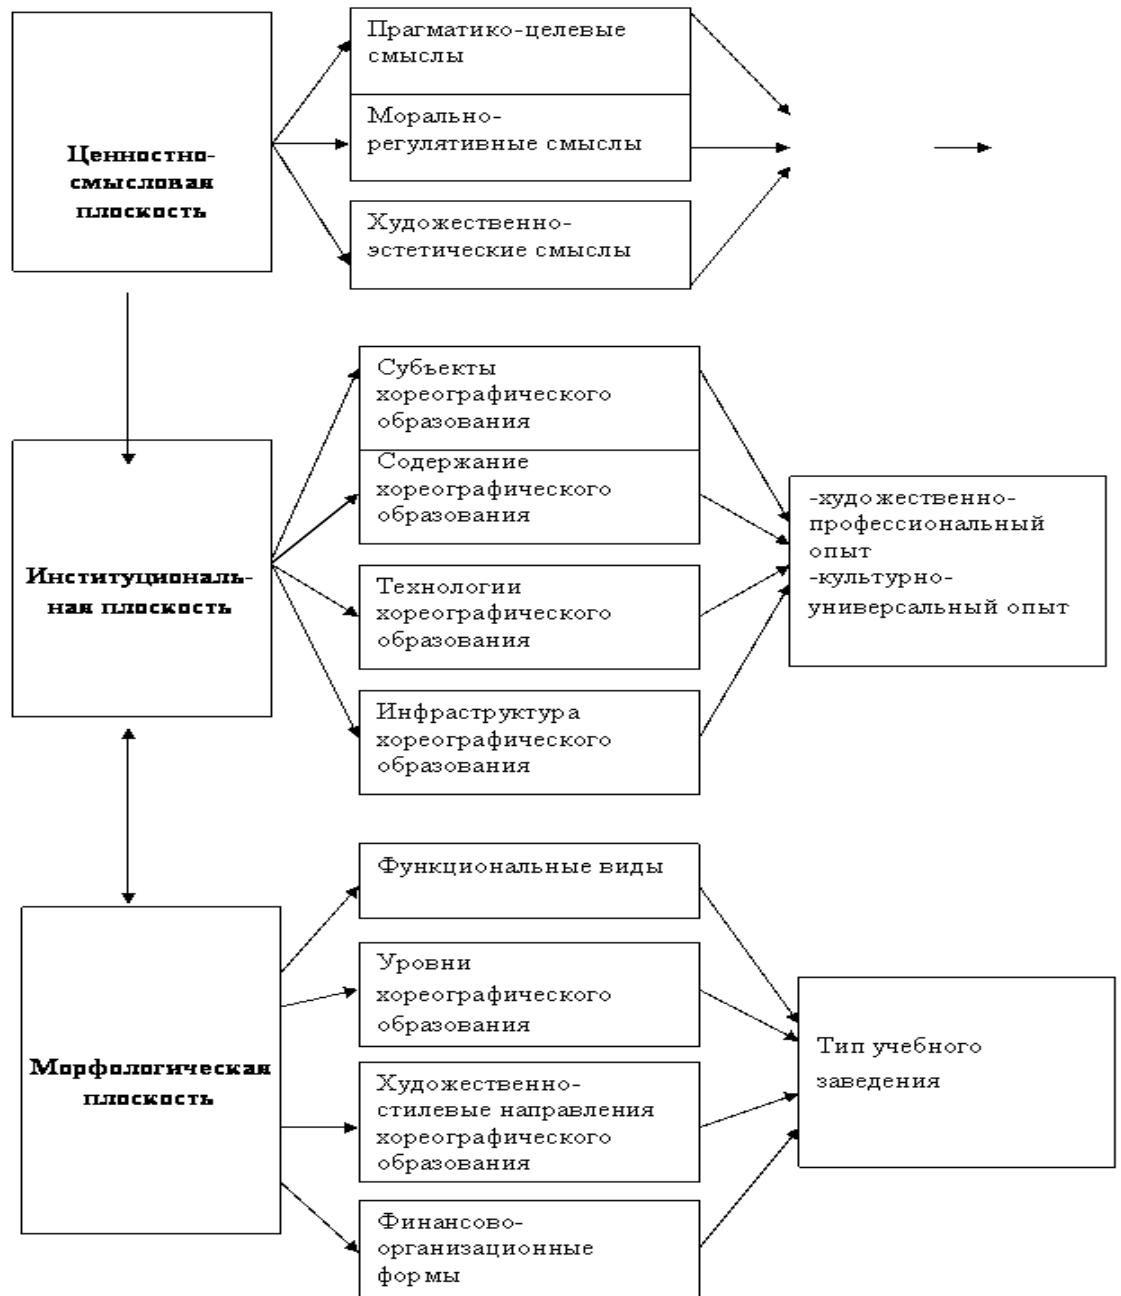 Прагматико-целевые
смыслы
Морально-
регулятивные смыслы
Ценностно-
смысловая
плоскость
Художественно-
эстетические смыслы
Субъекты
хореографического
образования
Содержание
хореографического
образования
Институциональ-
ная плоскость
Технологии
хореографического
образования
Инфраструктура
хореографического
образования
-художественно-
профессиональный
опыт
-культурно-
универсальный опыт
Функциональные виды
Уровни
хореографического
образования
Морфологическая
плоскость
Художественно-
стилевые направления
хореографического
образования
Финансово-
организационные
формы
Тип учебного
заведения